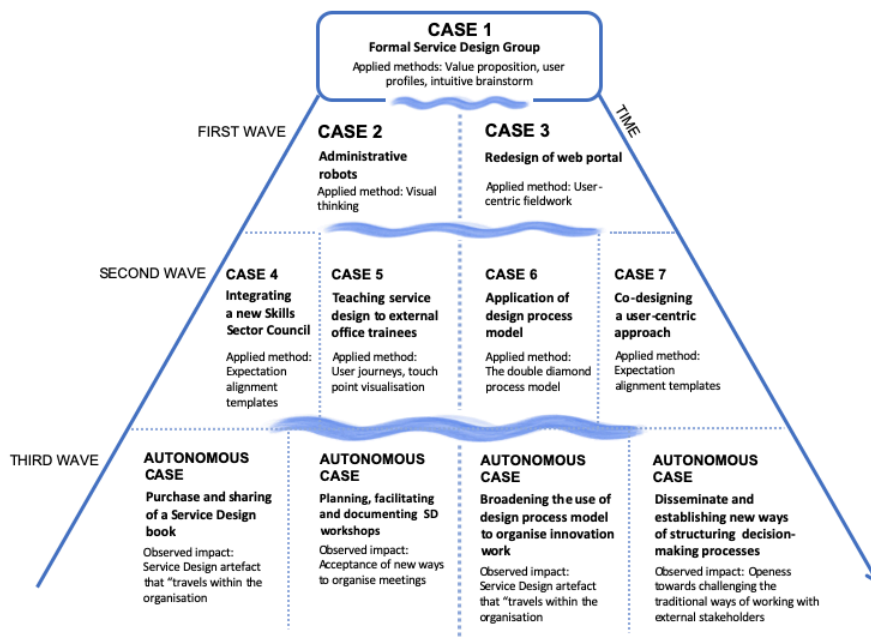 CASE 1
Formal Service Design Group
Applied methods: Value proposition, user
profiles, intuitive brainstorm
TIME
FIRST WAVE
CASE 2
Administrative
robots
Applied method: Visual
thinking
CASE 3
Redesign of web portal
Applied method: User-
centric fieldwork
SECOND WAVE
CASE 4
Integrating
a new Skills
Sector Council
Applied method:
Expectation
alignment
templates
CASE 5
Teaching service
design to external
office trainees
Applied method:
User journeys, touch
point visualisation
CASE 6
Application of
design process
model
Applied method:
The double diamond
process model
CASE 7
Co-designing
a user-centric
approach
Applied method:
Expectation
alignment templates
THIRD WAVE
AUTONOMOUS
CASE
Purchase and sharing
of a Service Design
book
Observed impact:
Service Design artefact
that “travels within the
organisation
AUTONOMOUS
CASE
Planning, facilitating
and documenting SD
workshops
Observed impact:
Acceptance of new ways
to organise meetings
AUTONOMOUS
CASE
Broadening the use of
design process model
to organise innovation
work
Observed impact:
Service Design artefact
that “travels within the
organisation
AUTONOMOUS
CASE
Disseminate and
establishing new ways
of structuring decision-
making processes
Observed impact: Openess
towards challenging the
traditional ways of working with
external stakeholders